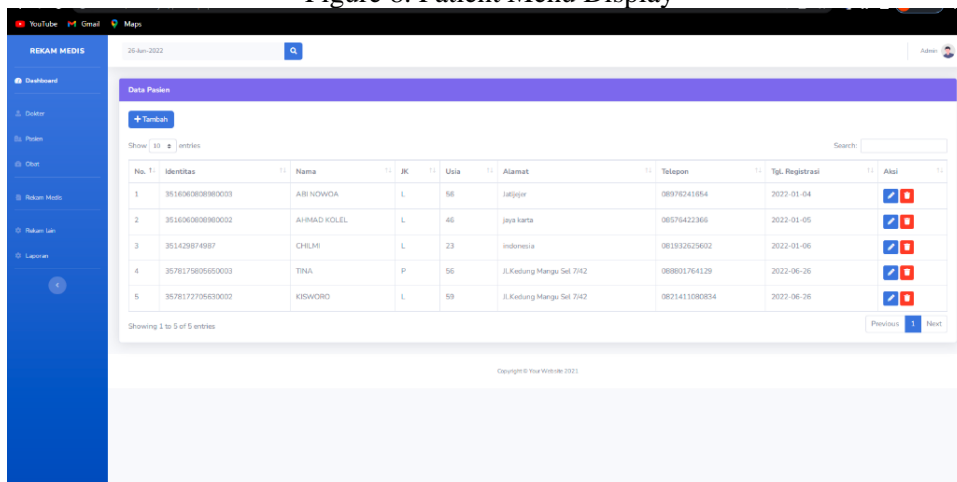 Figure 8. Patient Menu Display
YouTube Gmail Maps
REKAM MEDIS
26-Jun-2022
Admin
Dashboard
Dokter
Pasien
Obat
Rekam Medis
Rekam lain
Laporan
Data Pasien
+ Tambah
Show 10 entries
Search:
No. Identitas Nama JK Usia Alamat Telepon Tgl. Registrasi Aksi
1 3516060808980003 ARI NOWOA L 56 Jatijejer 08976241654 2022-01-04
2 3516060808980002 AHMAD KOLEL L 46 jaya karta 08576422366 2022-01-05
3 351429874987 CHILMI L 23 indonesia 081932625602 2022-01-06
4 3578175805650003 TINA P 56 Jl.Kedung Mangu Sel 7/42 088801764129 2022-06-26
5 3578172705630002 KISWORO L 59 Jl.Kedung Mangu Sel 7/42 0821411080834 2022-06-26
Showing 1 to 5 of 5 entries
Previous 1 Next
Copyright © Your Website 2021